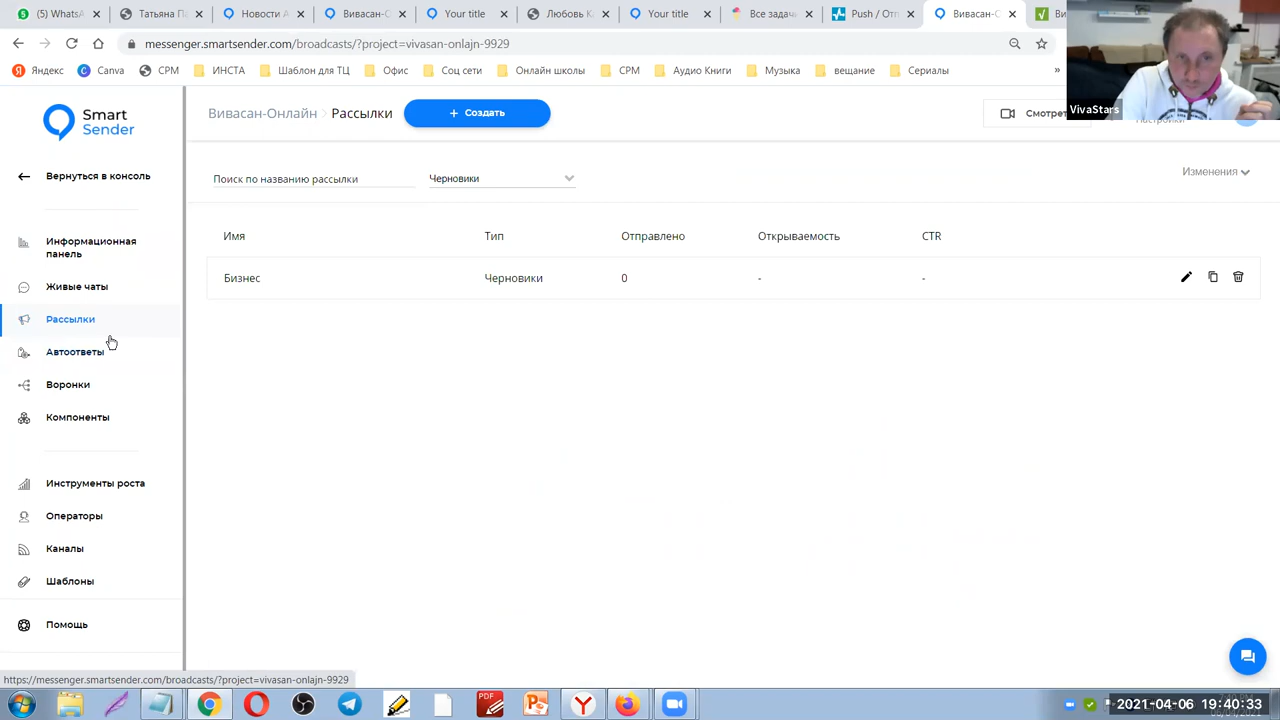 (5) WhatsA
Татьяна По
Новости
Вивасан-О
Your title
Любовь К
Your title
Все задач
PulseОтп
Вивасан-О
messenger.smartsender.com/broadcasts/?project=vivasan-onlajn-9929
Яндекс
Canva
СРМ
ИНСТА
Шаблон для ТЦ
Офис
Соц сети
Онлайн школы
СРМ
Аудио Книги
Музыка
вещание
Сериалы
»
VivaStars
Smart
Sender
Вивасан-Онлайн › Рассылки
+ Создать
Смотрет
Настройки
Вернуться в консоль
Поиск по названию рассылки
Черновики
Изменения
Имя
Тип
Отправлено
Открываемость
CTR
Бизнес
Черновики
0
-
-
Информационная
панель
Живые чаты
Рассылки
Автоответы
Воронки
Компоненты
Инструменты роста
Операторы
Каналы
Шаблоны
Помощь
https://messenger.smartsender.com/broadcasts/?project=vivasan-onlajn-9929
2021-04-06 19:40:33